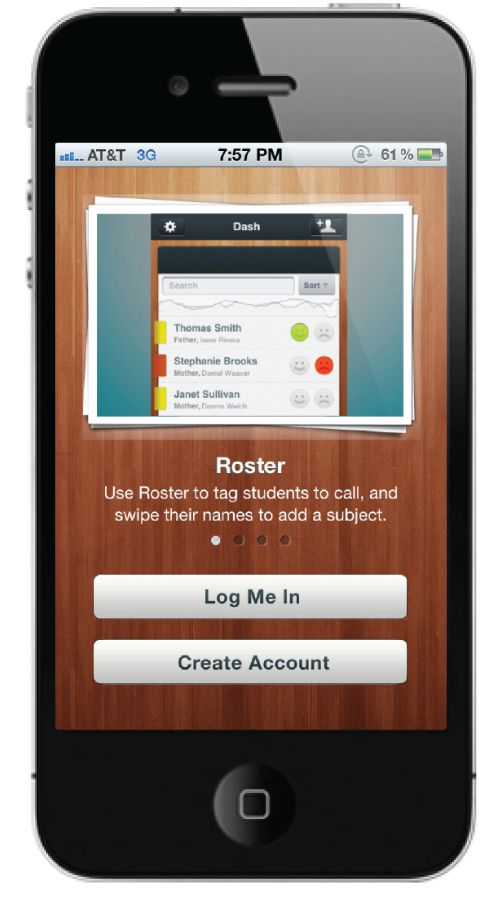 AT&T 3G 7:57 PM 61%
Dash
Search Sort
Thomas Smith
Father, Irene Rivera
Stephanie Brooks
Mother, Daniel Weaver
Janet Sullivan
Mother, Dennis Welch
Roster
Use Roster to tag students to call, and
swipe their names to add a subject.
Log Me In
Create Account